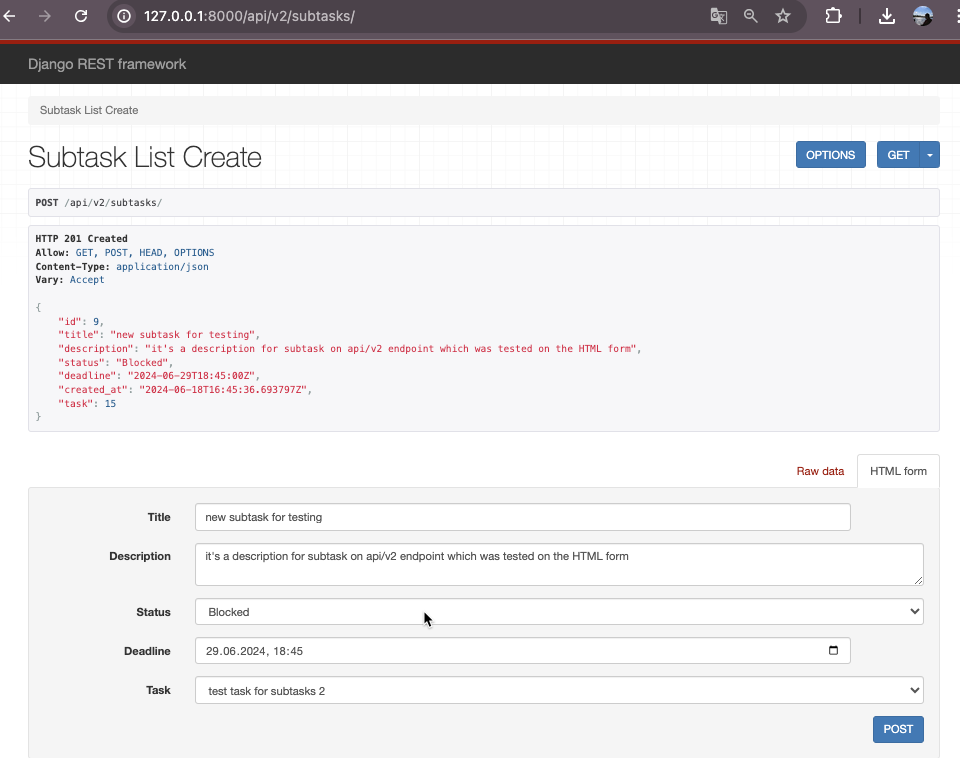 127.0.0.1:8000/api/v2/subtasks/
Django REST framework
Subtask List Create
Subtask List Create
OPTIONS
GET
POST /api/v2/subtasks/
HTTP 201 Created
Allow: GET, POST, HEAD, OPTIONS
Content-Type: application/json
Vary: Accept
{
"id": 9,
"title": "new subtask for testing",
"description": "it's a description for subtask on api/v2 endpoint which was tested on the HTML form",
"status": "Blocked",
"deadline": "2024-06-29T18:45:00Z",
"created_at": "2024-06-18T16:45:36.693797Z",
"task": 15
}
Raw data
HTML form
Title
new subtask for testing
Description
it's a description for subtask on api/v2 endpoint which was tested on the HTML form
Status
Blocked
Deadline
29.06.2024, 18:45
Task
test task for subtasks 2
POST